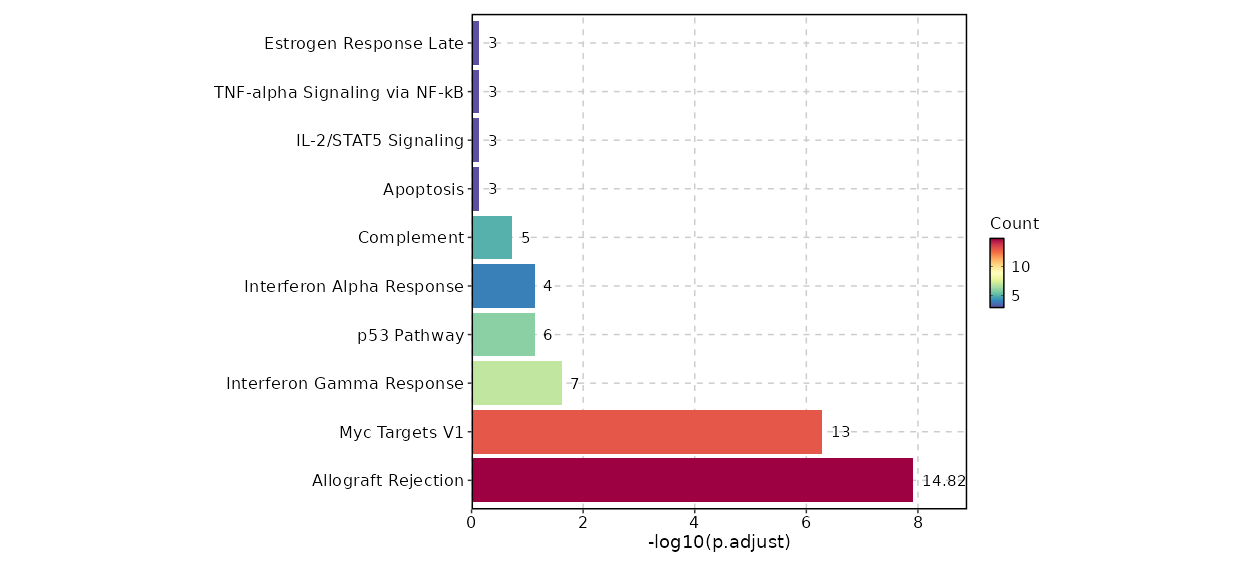 Estrogen Response Late 3
TNF-alpha Signaling via NF-kB 3
IL-2/STAT5 Signaling 3
Apoptosis 3
Complement 5
Interferon Alpha Response 4
p53 Pathway 6
Interferon Gamma Response 7
Myc Targets V1 13
Allograft Rejection 14.82
0 2 4 6 8
-log10(p.adjust)
Count
10
5